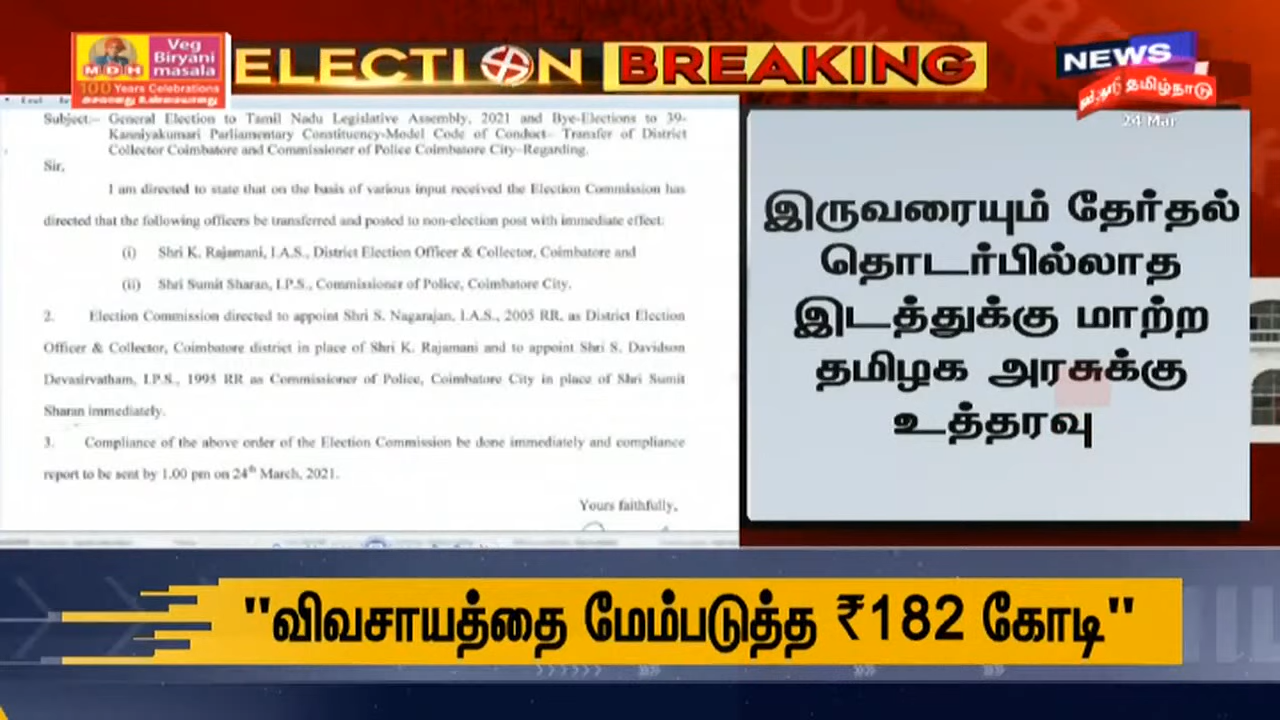 Veg
Biryani
masala
MDH
100 Years Celebrations
ELECTION BREAKING
NEWS
தமிழ்நாடு
24 Mar
Subject:- General Election to Tamil Nadu Legislative Assembly, 2021 and Bye-Elections to 39-
Kanniyakumari Parliamentary Constituency-Model Code of Conduct- Transfer of District
Collector Coimbatore and Commissioner of Police Coimbatore City-Regarding.
Sir,
I am directed to state that on the basis of various input received the Election Commission has
directed that the following officers be transferred and posted to non-election post with immediate effect:
(i) Shri K. Rajamani, I.A.S., District Election Officer & Collector, Coimbatore and
(ii) Shri Sumit Sharan, I.P.S., Commissioner of Police, Coimbatore City.
2. Election Commission directed to appoint Shri S. Nagarajan, I.A.S., 2005 RR, as District Election
Officer & Collector, Coimbatore district in place of Shri K. Rajamani and to appoint Shri S. Davidson
Devasirvatham, I.P.S., 1995 RR as Commissioner of Police, Coimbatore City in place of Shri Sumit
Sharan immediately.
3. Compliance of the above order of the Election Commission be done immediately and compliance
report to be sent by 1.00 pm on 24th March, 2021.
Yours faithfully,
இருவரையும் தேர்தல்
தொடர்பில்லாத
இடத்துக்கு மாற்ற
தமிழக அரசுக்கு
உத்தரவு
"விவசாயத்தை மேம்படுத்த ₹182 கோடி"